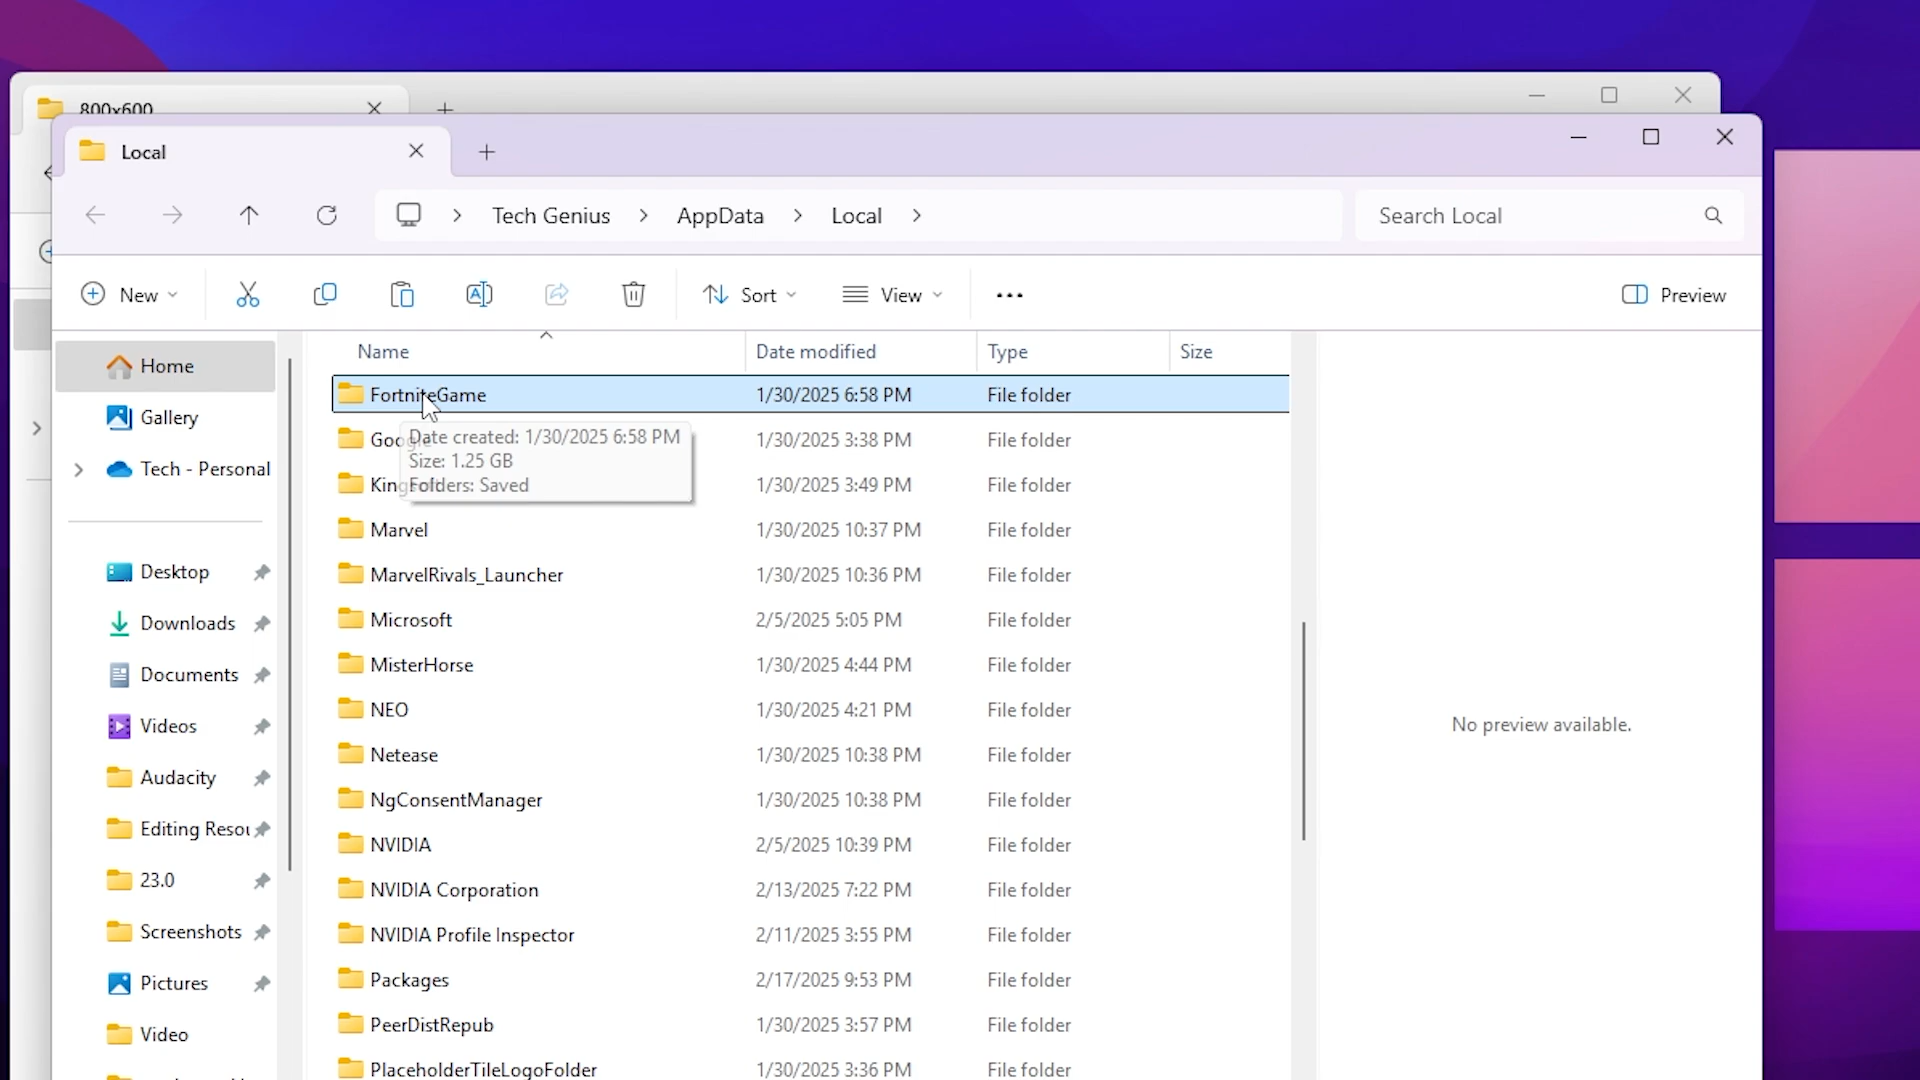 800x600
Local
Tech Genius
AppData
Local
Search Local
New
Sort
View
Preview
Name
Date modified
Type
Size
Home
Gallery
Tech - Personal
Desktop
Downloads
Documents
Videos
Audacity
Editing Resou
23.0
Screenshots
Pictures
Video
FortniteGame 1/30/2025 6:58 PM File folder
Date created: 1/30/2025 6:58 PM
Size: 1.25 GB
Folders: Saved
1/30/2025 3:38 PM File folder
1/30/2025 3:49 PM File folder
Marvel 1/30/2025 10:37 PM File folder
MarvelRivals_Launcher 1/30/2025 10:36 PM File folder
Microsoft 2/5/2025 5:05 PM File folder
MisterHorse 1/30/2025 4:44 PM File folder
NEO 1/30/2025 4:21 PM File folder
Netease 1/30/2025 10:38 PM File folder
NgConsentManager 1/30/2025 10:38 PM File folder
NVIDIA 2/5/2025 10:39 PM File folder
NVIDIA Corporation 2/13/2025 7:22 PM File folder
NVIDIA Profile Inspector 2/11/2025 3:55 PM File folder
Packages 2/17/2025 9:53 PM File folder
PeerDistRepub 1/30/2025 3:57 PM File folder
PlaceholderTileLogoFolder 1/30/2025 3:36 PM File folder
No preview available.